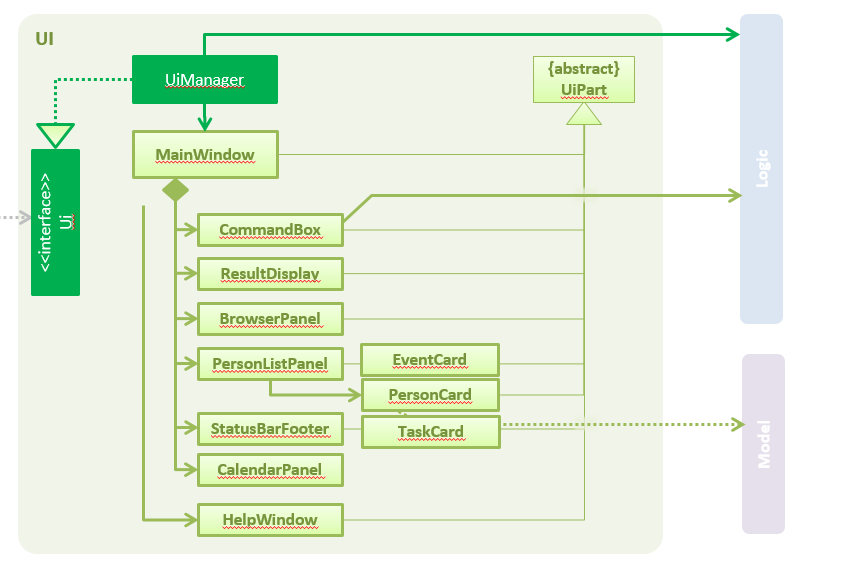 UI
UiManager
{abstract}
UiPart
MainWindow
Logic
<<interface>>
Ui
CommandBox
ResultDisplay
BrowserPanel
PersonListPanel
EventCard
PersonCard
StatusBarFooter
TaskCard
Model
CalendarPanel
HelpWindow